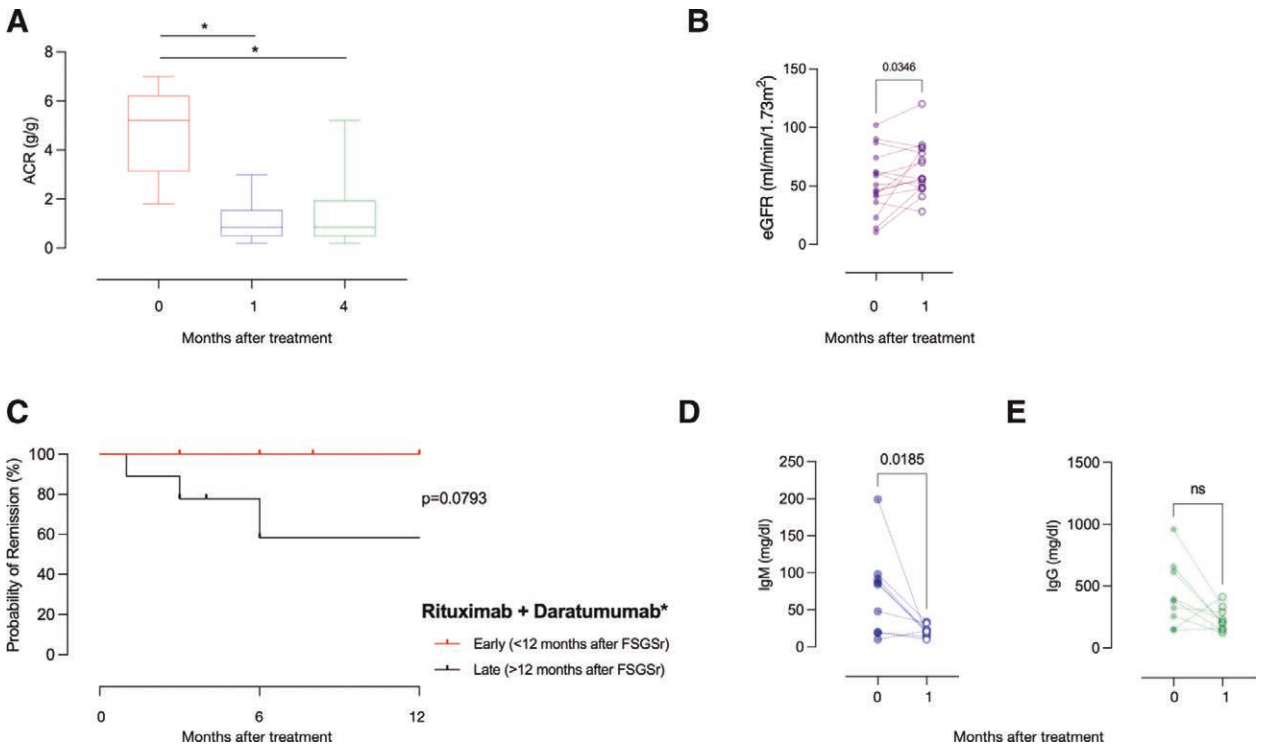 A
*
*
8
6
4
2
0
ACR (g/g)
0 1 4
Months after treatment
B
0.0346
150
100
50
0
eGFR (ml/min/1.73m²)
0 1
Months after treatment
C
100
80
60
40
20
0
Probability of Remission (%)
p=0.0793
Rituximab + Daratumumab*
Early (<12 months after FSGSr)
Late (>12 months after FSGSr)
0 6 12
Months after treatment
D
0.0185
250
200
150
100
50
0
IgM (mg/dl)
0 1
E
ns
1500
1000
500
0
IgG (mg/dl)
0 1
Months after treatment